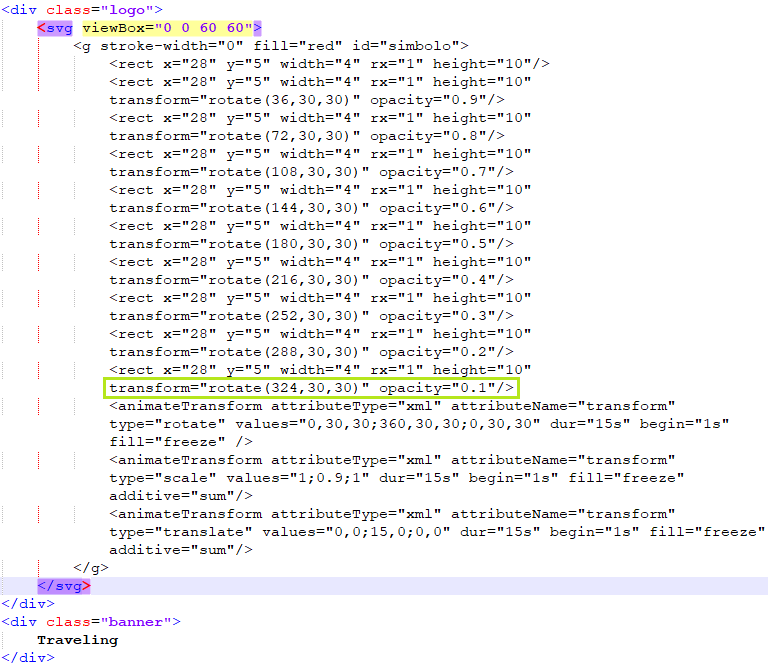 <div class="logo">
<svg viewBox="0 0 60 60">
<g stroke-width="0" fill="red" id="simbolo">
<rect x="28" y="5" width="4" rx="1" height="10"/>
<rect x="28" y="5" width="4" rx="1" height="10"
transform="rotate(36,30,30)" opacity="0.9"/>
<rect x="28" y="5" width="4" rx="1" height="10"
transform="rotate(72,30,30)" opacity="0.8"/>
<rect x="28" y="5" width="4" rx="1" height="10"
transform="rotate(108,30,30)" opacity="0.7"/>
<rect x="28" y="5" width="4" rx="1" height="10"
transform="rotate(144,30,30)" opacity="0.6"/>
<rect x="28" y="5" width="4" rx="1" height="10"
transform="rotate(180,30,30)" opacity="0.5"/>
<rect x="28" y="5" width="4" rx="1" height="10"
transform="rotate(216,30,30)" opacity="0.4"/>
<rect x="28" y="5" width="4" rx="1" height="10"
transform="rotate(252,30,30)" opacity="0.3"/>
<rect x="28" y="5" width="4" rx="1" height="10"
transform="rotate(288,30,30)" opacity="0.2"/>
<rect x="28" y="5" width="4" rx="1" height="10"
transform="rotate(324,30,30)" opacity="0.1"/>
<animateTransform attributeType="xml" attributeName="transform"
type="rotate" values="0,30,30;360,30,30;0,30,30" dur="15s" begin="1s"
fill="freeze" />
<animateTransform attributeType="xml" attributeName="transform"
type="scale" values="1;0.9;1" dur="15s" begin="1s" fill="freeze"
additive="sum"/>
<animateTransform attributeType="xml" attributeName="transform"
type="translate" values="0,0;15,0;0,0" dur="15s" begin="1s" fill="freeze"
additive="sum"/>
</g>
</svg>
</div>
<div class="banner">
Traveling
</div>